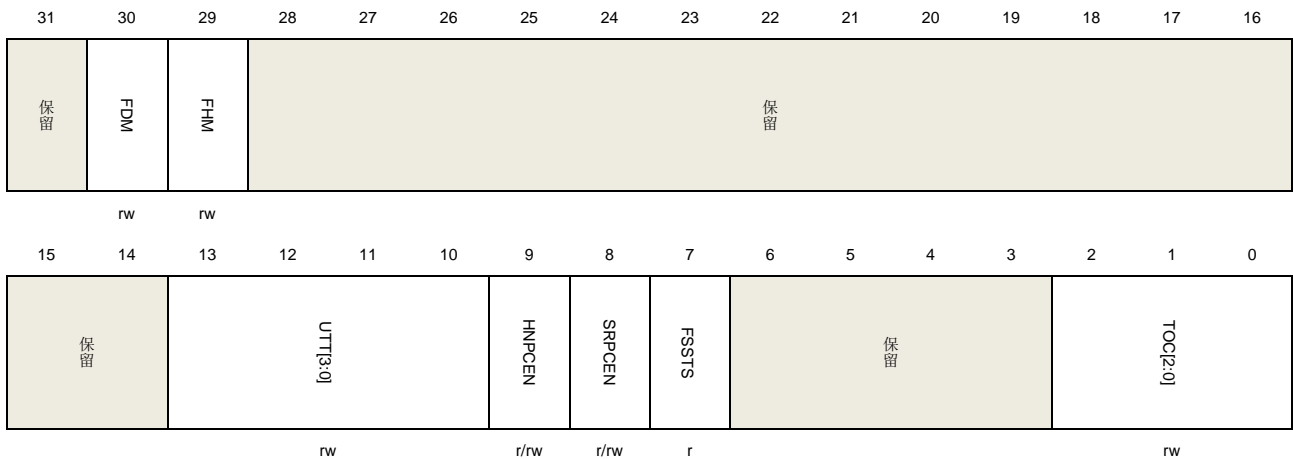 31 30 29 28 27 26 25 24 23 22 21 20 19 18 17 16
保留 FDM FHM 保留
rw rw
15 14 13 12 11 10 9 8 7 6 5 4 3 2 1 0
保留 UTT[3:0] HNPCEN SRPCEN FSSTS 保留 TOC[2:0]
rw r/rw r/rw r rw